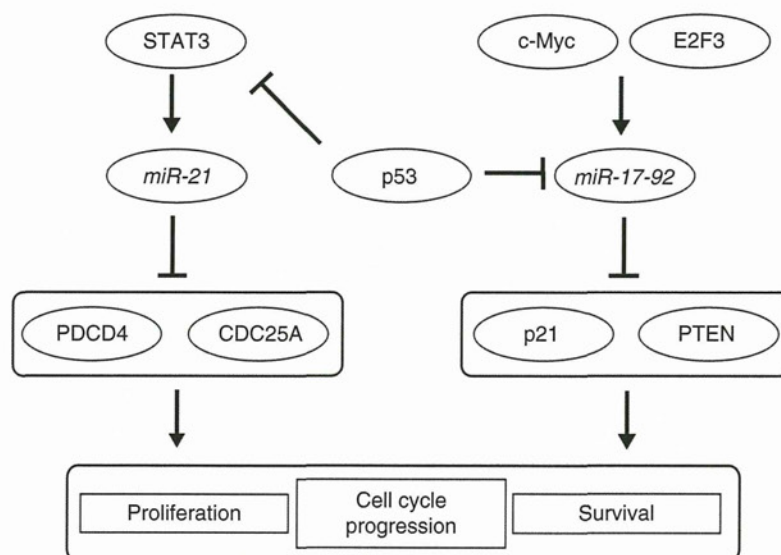 STAT3
c-Myc
E2F3
miR-21
p53
miR-17-92
PDCD4
CDC25A
p21
PTEN
Proliferation
Cell cycle
progression
Survival